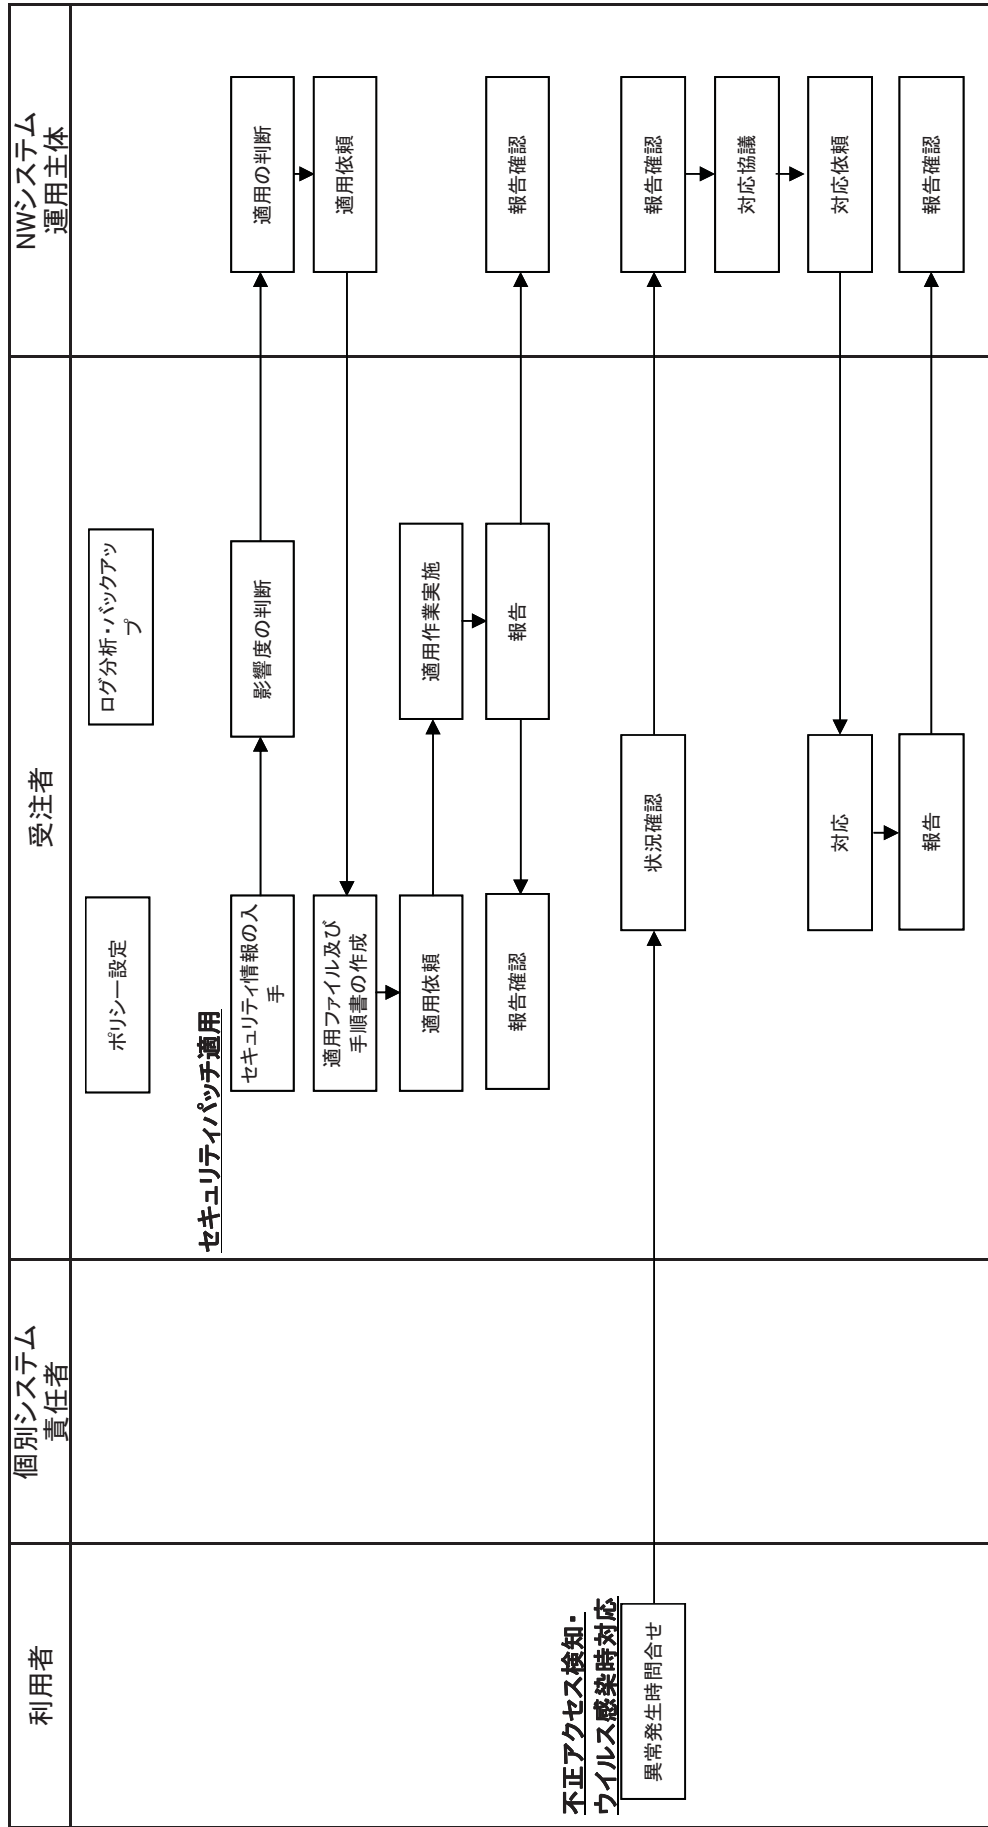 利用者
個別システム
責任者
受注者
NWシステム
運用主体
ポリシー設定
ログ分析・バックアッ
プ
セキュリティパッチ適用
セキュリティ情報の入
手
影響度の判断
適用の判断
適用ファイル及び
手順書の作成
適用依頼
適用依頼
適用作業実施
報告確認
報告
報告確認
不正アクセス検知・
ウイルス感染時対応
異常発生時問合せ
状況確認
報告確認
対応協議
対応
対応依頼
報告
報告確認